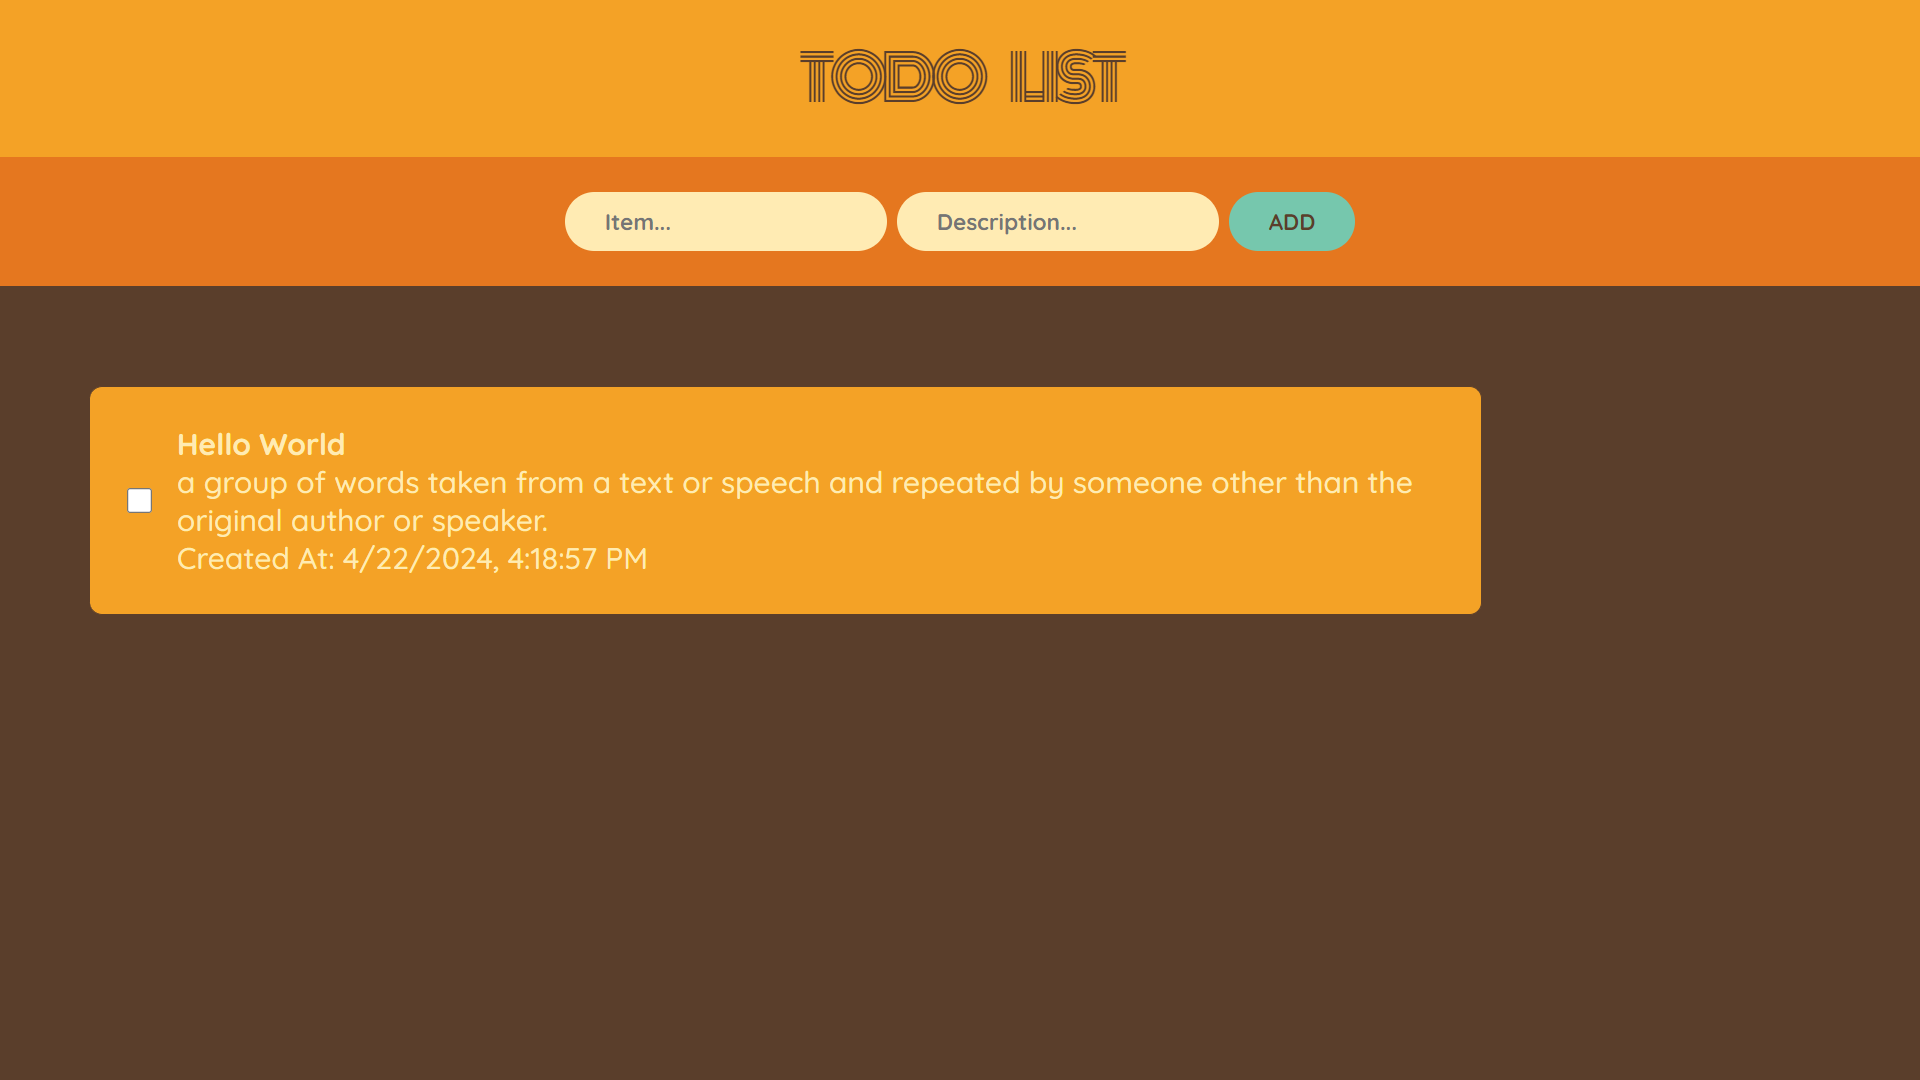 TODO LIST
Item...
Description...
ADD
Hello World
a group of words taken from a text or speech and repeated by someone other than the
original author or speaker.
Created At: 4/22/2024, 4:18:57 PM